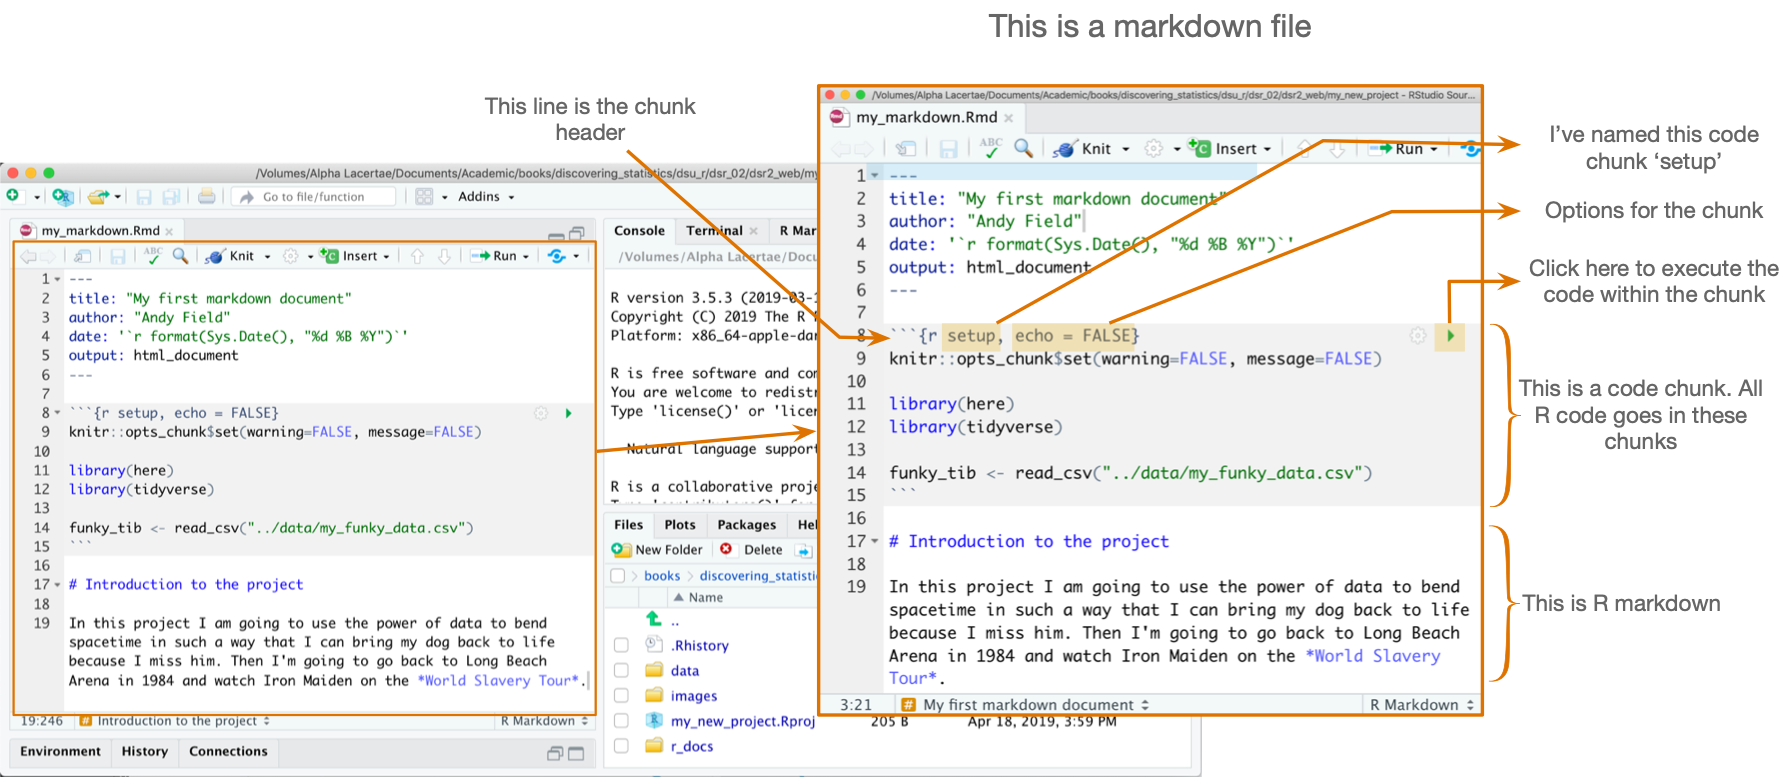 This is a markdown file
This line is the chunk
header
/Volumes/Alpha Lacertae/Documents/Academic/books/discovering_statistics/dsu_r/dsr_02/dsr2_web/my
Go to file/function
Addins
my_markdown.Rmd
ABC
Knit
Insert
Run
1 ---
2 title: "My first markdown document"
3 author: "Andy Field"
4 date: '`r format(Sys.Date(), "%d %B %Y")`'
5 output: html_document
6 ---
7
8 ```{r setup, echo = FALSE}
9 knitr::opts_chunk$set(warning=FALSE, message=FALSE)
10
11 library(here)
12 library(tidyverse)
13
14 funky_tib <- read_csv("../data/my_funky_data.csv")
15 ```
16
17 # Introduction to the project
18
19 In this project I am going to use the power of data to bend
spacetime in such a way that I can bring my dog back to life
because I miss him. Then I'm going to go back to Long Beach
Arena in 1984 and watch Iron Maiden on the *World Slavery Tour*.
19:246 # Introduction to the project R Markdown
Environment History Connections
Console Terminal R Mar
/Volumes/Alpha Lacertae/Docu
R version 3.5.3 (2019-03-1
Copyright (C) 2019 The R
Platform: x86_64-apple-dar
R is free software and com
You are welcome to redistr
Type 'license()' or 'licen
Natural language support
R is a collaborative proje
Files Plots Packages Hel
New Folder Delete
books discovering_statisti
Name
..
.Rhistory
data
images
my_new_project.Rproj 205 B Apr 18, 2019, 3:59 PM
r_docs
/Volumes/Alpha Lacertae/Documents/Academic/books/discovering_statistics/dsu_r/dsr_02/dsr2_web/my_new_project - RStudio Sour...
my_markdown.Rmd
ABC
Knit
Insert
Run
1 ---
2 title: "My first markdown document"
3 author: "Andy Field"
4 date: '`r format(Sys.Date(), "%d %B %Y")`'
5 output: html_document
6 ---
7
8 ```{r setup, echo = FALSE}
9 knitr::opts_chunk$set(warning=FALSE, message=FALSE)
10
11 library(here)
12 library(tidyverse)
13
14 funky_tib <- read_csv("../data/my_funky_data.csv")
15 ```
16
17 # Introduction to the project
18
19 In this project I am going to use the power of data to bend
spacetime in such a way that I can bring my dog back to life
because I miss him. Then I'm going to go back to Long Beach
Arena in 1984 and watch Iron Maiden on the *World Slavery
Tour*.
3:21 # My first markdown document R Markdown
I've named this code
chunk ‘setup’
Options for the chunk
Click here to execute the
code within the chunk
This is a code chunk. All
R code goes in these
chunks
This is R markdown